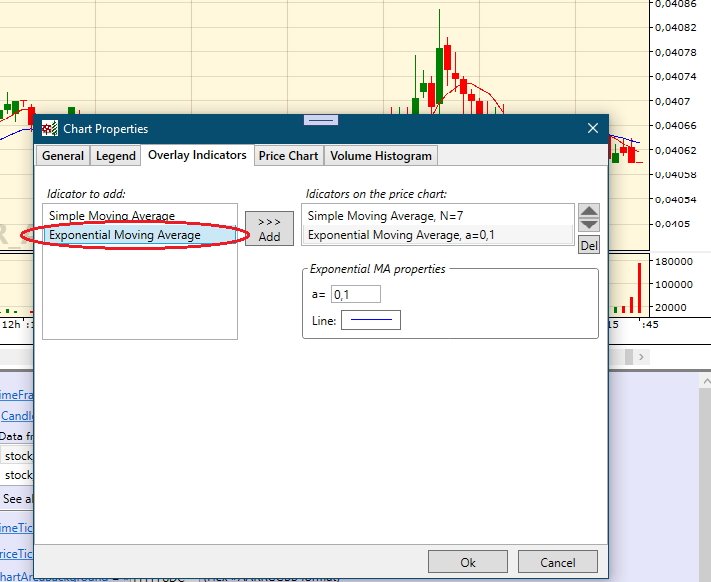 0,04086
0,04082
0,04078
0,04074
0,0407
0,04066
0,04062
0,04058
0,04054
0,0405
180000
100000
20000
12h
:45
Chart Properties
General Legend Overlay Indicators Price Chart Volume Histogram
Idicator to add:
Simple Moving Average
Exponential Moving Average
>>>
Add
Idicators on the price chart:
Simple Moving Average, N=7
Exponential Moving Average, a=0,1
Del
Exponential MA properties
a= 0,1
Line:
Ok Cancel
imeFra
Candle
Data fr
stock
stock
See al
imeTic
riceTic